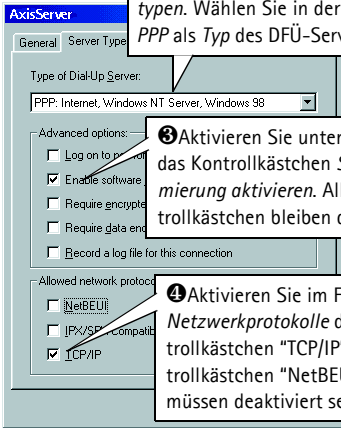 typen. Wählen Sie in der
PPP als Typ des DFÜ-Serv
AxisServer
General Server Type
Type of Dial-Up Server:
PPP: Internet, Windows NT Server, Windows 98
Advanced options:
❸Aktivieren Sie unter
das Kontrollkästchen S
mierung aktivieren. All
trollkästchen bleiben d
Log on to
Enable software
Require encrypte
Require data enc
Record a log file for this connection
Allowed network protoco
❹Aktivieren Sie im F
Netzwerkprotokolle d
trollkästchen “TCP/IP”
trollkästchen “NetBEU
müssen deaktiviert se
NetBEUI
IPX/SPX Compatib
TCP/IP